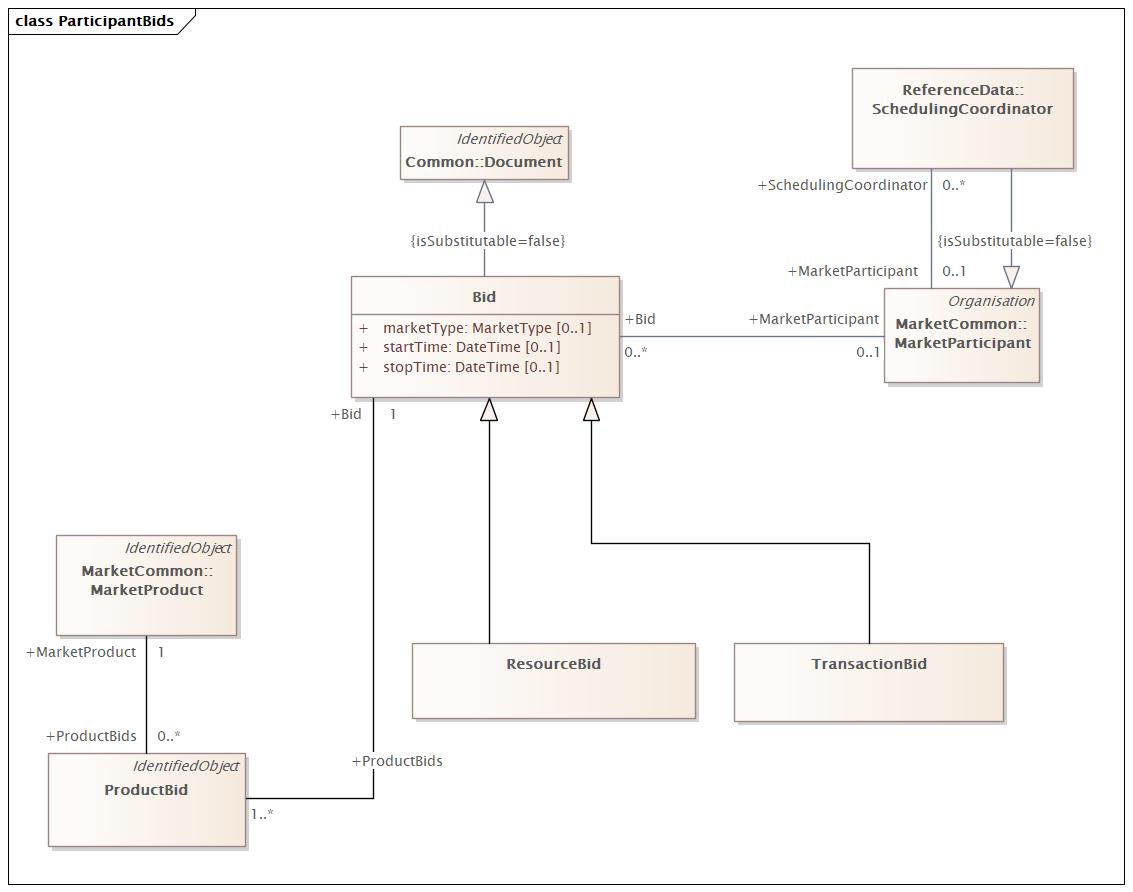 class ParticipantBids
ReferenceData::
SchedulingCoordinator
IdentifiedObject
Common::Document
+SchedulingCoordinator 0..*
{isSubstitutable=false} {isSubstitutable=false}
+MarketParticipant 0..1
Bid
Organisation
MarketCommon::
MarketParticipant
+ marketType: MarketType [0..1]
+ startTime: DateTime [0..1]
+ stopTime: DateTime [0..1]
+Bid +MarketParticipant
0..* 0..1
+Bid 1
IdentifiedObject
MarketCommon::
MarketProduct
+MarketProduct 1
ResourceBid
TransactionBid
+ProductBids 0..*
+ProductBids
IdentifiedObject
ProductBid
1..*